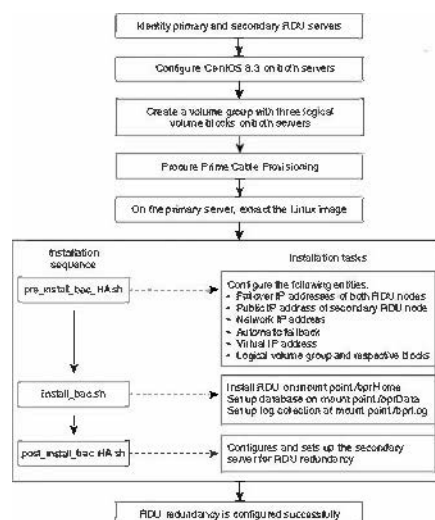 Identity primary and secondary RDU servers
Configure CentOS 6.3 on both servers
Create a volume group with three logical
volume blocks on both servers
Procure Prime Cable Provisioning
On the primary server, extract the Linux image
Installation
sequence
Installation tasks
pre_install_bac_HA.sh
Configure the following entities.
• Failover IP addresses of both RDU nodes
• Public IP address of secondary RDU node
• Network IP address
• Automatic failback
• Virtual IP address
• Logical volume group and respective blocks
install_bac.sh
Install RDU on mount point /bprHome
Set up database on mount point /bprData
Set up log collection at mount point /bprLog
post_install_bac_HA.sh
Configures and sets up the secondary
server for RDU redundancy
RDU redundancy is configured successfully